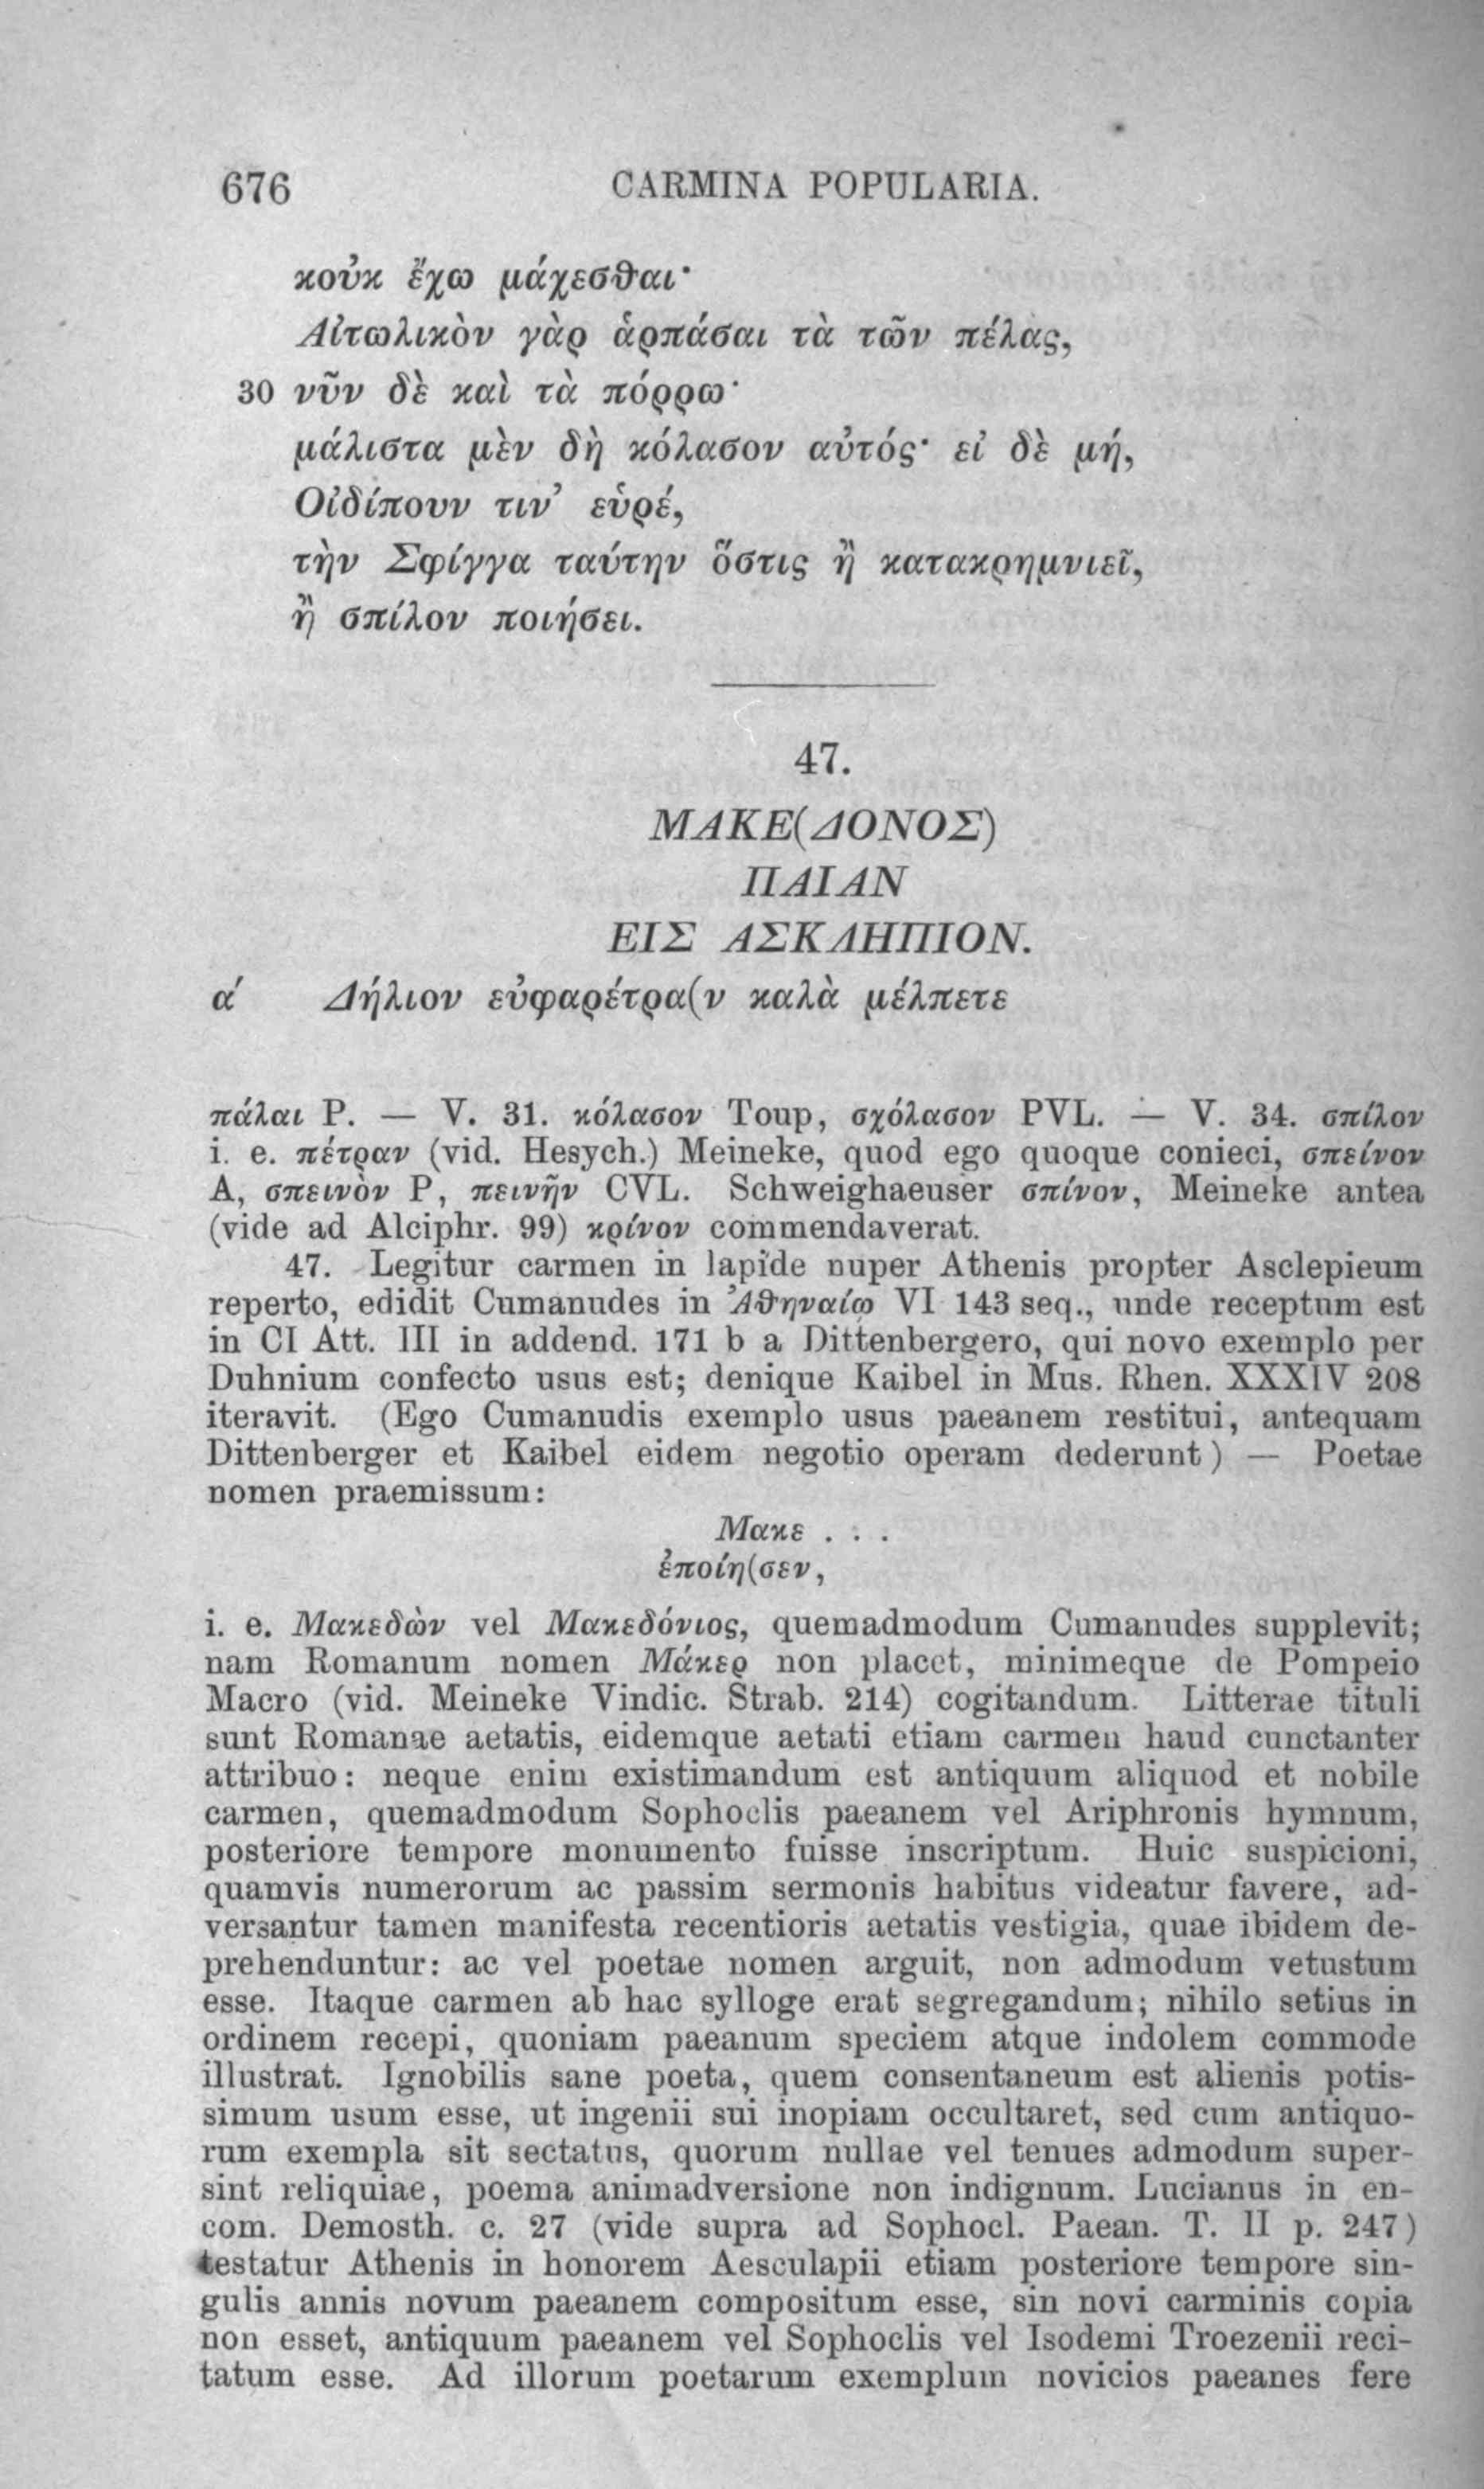 676 CARMINA POPULARIA.
κοὐκ ἔχω μάχεσθαι·
Αἰτωλικὸν γὰρ ἁρπάσαι τὰ τῶν πέλας,
30 νῦν δὲ καὶ τὰ πόρρω·
μάλιστα μὲν δὴ κόλασον αὐτός· εἰ δὲ μή,
Οἰδίπουν τιν’ εὑρέ,
τὴν Σφίγγα ταύτην ὅστις ἢ κατακρημνιεῖ,
ἢ σπίλον ποιήσει.
47.
ΜΑΚΕ(ΔΟΝΟΣ)
ΠΑΙΑΝ
ΕΙΣ ΑΣΚΛΗΠΙΟΝ.
α΄ Δήλιον εὐφαρέτρα(ν καλὰ μέλπετε
πάλαι P. — V. 31. κόλασον Toup, σχόλασον PVL. — V. 34. σπίλον
i. e. πέτραν (vid. Hesych.) Meineke, quod ego quoque conieci, σπείνον
A, σπεινὸν P, πεινῆν CVL. Schweighaeuser σπίνον, Meineke antea
(vide ad Alciphr. 99) κρίνον commendaverat.
47. Legitur carmen in lapide nuper Athenis propter Asclepieum
reperto, edidit Cumanudes in Ἀθηναίῳ VI 143 seq., unde receptum est
in CI Att. III in addend. 171 b a Dittenbergero, qui novo exemplo per
Duhnium confecto usus est; denique Kaibel in Mus. Rhen. XXXIV 208
iteravit. (Ego Cumanudis exemplo usus paeanem restitui, antequam
Dittenberger et Kaibel eidem negotio operam dederunt) — Poetae
nomen praemissum:
Μακε . . .
ἐποίη(σεν,
i. e. Μακεδὼν vel Μακεδόνιος, quemadmodum Cumanudes supplevit;
nam Romanum nomen Μάκερ non placet, minimeque de Pompeio
Macro (vid. Meineke Vindic. Strab. 214) cogitandum. Litterae tituli
sunt Romanae aetatis, eidemque aetati etiam carmen haud cunctanter
attribuo: neque enim existimandum est antiquum aliquod et nobile
carmen, quemadmodum Sophoclis paeanem vel Ariphronis hymnum,
posteriore tempore monumento fuisse inscriptum. Huic suspicioni,
quamvis numerorum ac passim sermonis habitus videatur favere, ad-
versantur tamen manifesta recentioris aetatis vestigia, quae ibidem de-
prehenduntur: ac vel poetae nomen arguit, non admodum vetustum
esse. Itaque carmen ab hac sylloge erat segregandum; nihilo setius in
ordinem recepi, quoniam paeanum speciem atque indolem commode
illustrat. Ignobilis sane poeta, quem consentaneum est alienis potis-
simum usum esse, ut ingenii sui inopiam occultaret, sed cum antiquo-
rum exempla sit sectatus, quorum nullae vel tenues admodum super-
sint reliquiae, poema animadversione non indignum. Lucianus in en-
com. Demosth. c. 27 (vide supra ad Sophocl. Paean. T. II p. 247)
testatur Athenis in honorem Aesculapii etiam posteriore tempore sin-
gulis annis novum paeanem compositum esse, sin novi carminis copia
non esset, antiquum paeanem vel Sophoclis vel Isodemi Troezenii reci-
tatum esse. Ad illorum poetarum exemplum novicios paeanes fere